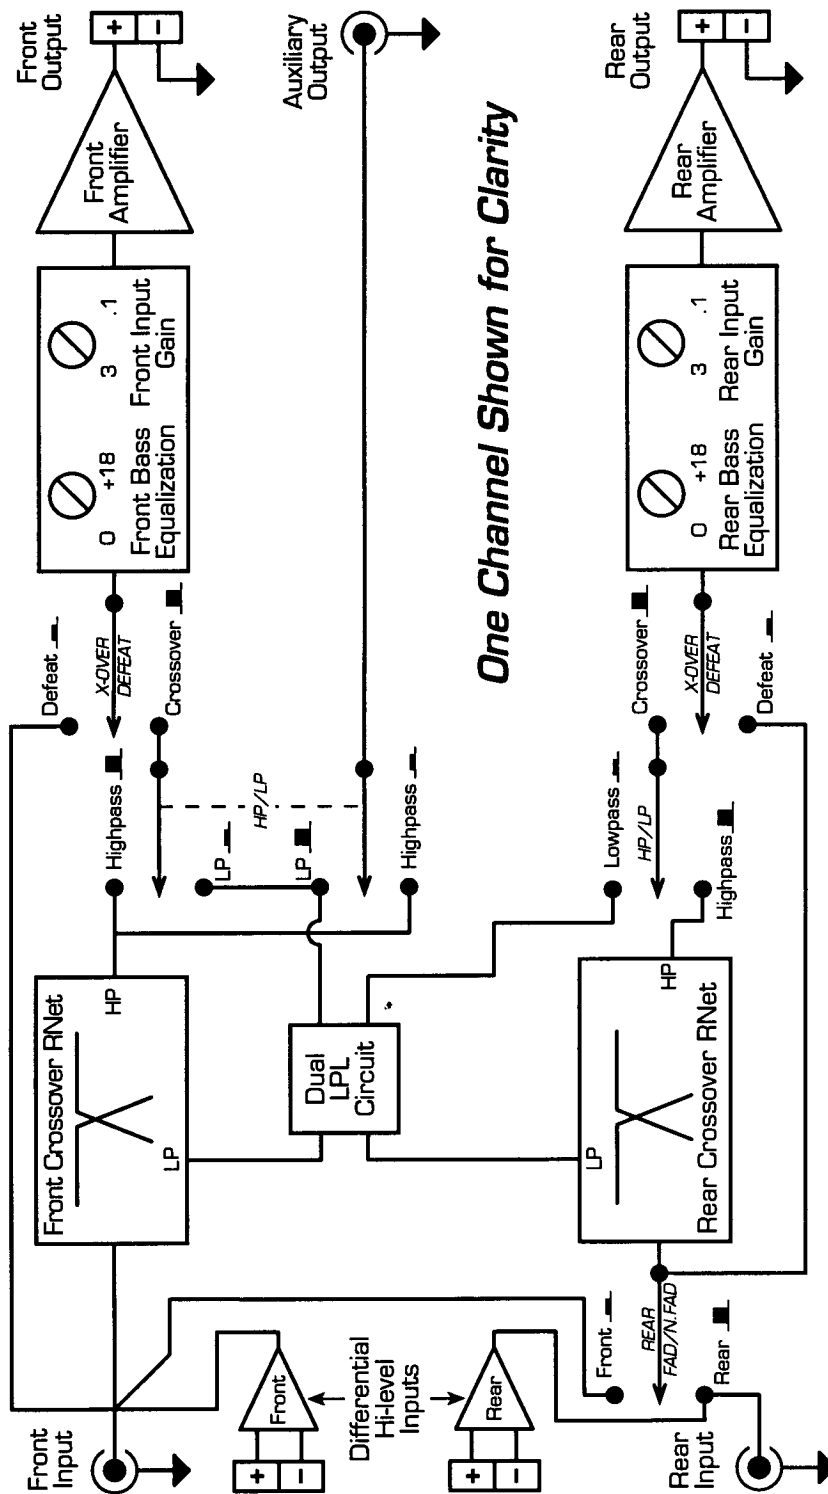 Front
Input
Front Crossover RNet
LP
HP
Highpass
Defeat
X-OVER
DEFEAT
Crossover
0 +18
Front Bass
Equalization
3 .1
Front Input
Gain
Front
Amplifier
Front
Output
+
-
HP/LP
LP
LP
Highpass
Auxiliary
Output
+
-
Front
Differential
Hi-level
Inputs
+
-
Rear
Dual
LPL
Circuit
One Channel Shown for Clarity
Front
REAR
FAD/N.FAD
Rear
Rear
Input
LP
HP
Rear Crossover RNet
Lowpass
HP/LP
Highpass
Crossover
X-OVER
DEFEAT
Defeat
0 +18
Rear Bass
Equalization
3 .1
Rear Input
Gain
Rear
Amplifier
Rear
Output
+
-